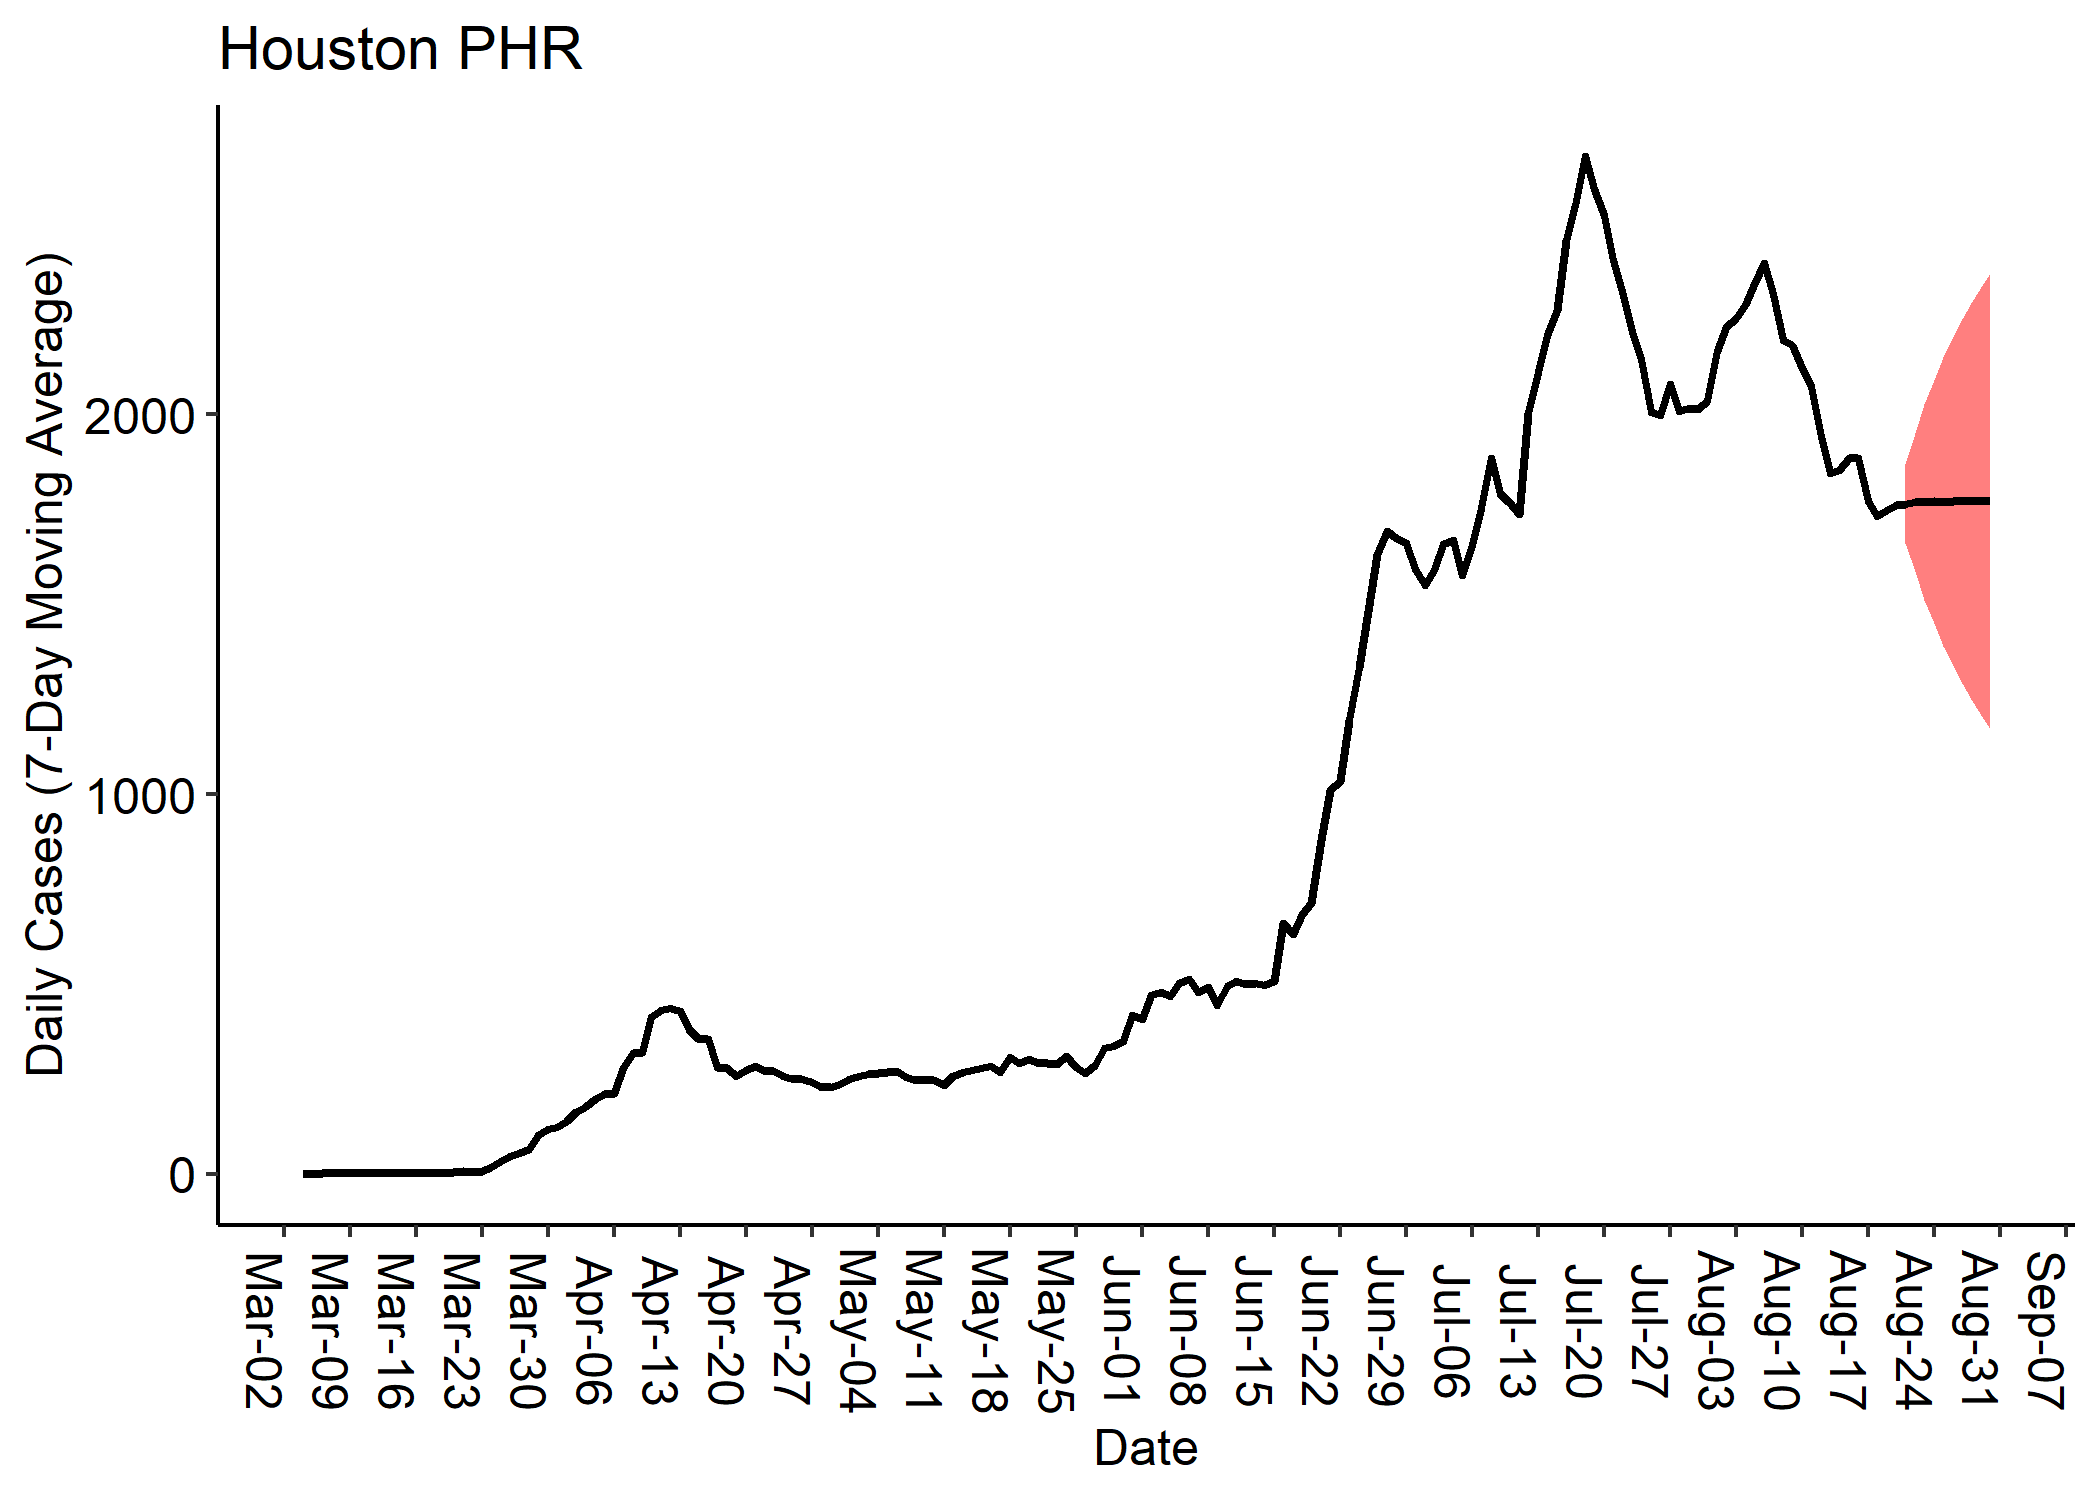 Houston PHR
Daily Cases (7-Day Moving Average)
2000
1000
0
Mar-02
Mar-09
Mar-16
Mar-23
Mar-30
Apr-06
Apr-13
Apr-20
Apr-27
May-04
May-11
May-18
May-25
Jun-01
Jun-08
Jun-15
Jun-22
Jun-29
Jul-06
Jul-13
Jul-20
Jul-27
Aug-03
Aug-10
Aug-17
Aug-24
Aug-31
Sep-07
Date